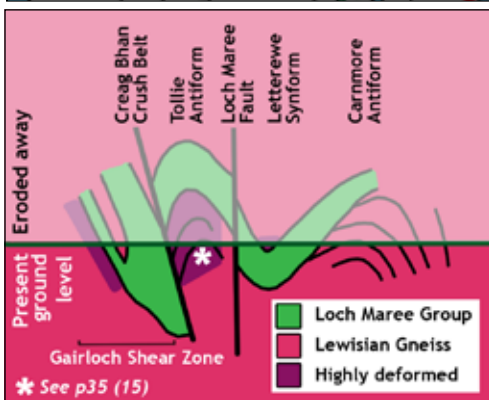 Creag Bhan
Crush Belt
Tollie
Antiform
Loch Maree
Fault
Letterewe
Synform
Carnmore
Antiform
Eroded away
Present
ground
level
Gairloch Shear Zone
* See p35 (15)
*
Loch Maree Group
Lewisian Gneiss
Highly deformed